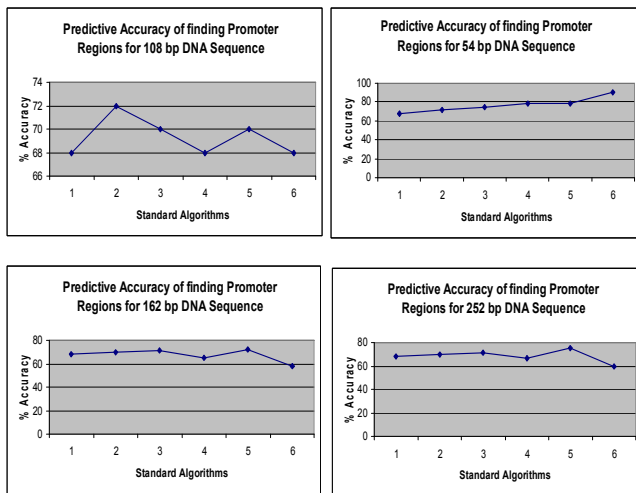 Predictive Accuracy of finding Promoter
Regions for 108 bp DNA Sequence
74
72
70
68
66
% Accuracy
1 2 3 4 5 6
Standard Algorithms
Predictive Accuracy of finding Promoter
Regions for 54 bp DNA Sequence
100
80
60
40
20
0
% Accuracy
1 2 3 4 5 6
Standard Algorithms
Predictive Accuracy of finding Promoter
Regions for 162 bp DNA Sequence
80
60
40
20
0
% Accuracy
1 2 3 4 5 6
Standard Algorithms
Predictive Accuracy of finding Promoter
Regions for 252 bp DNA Sequence
80
60
40
20
0
% Accuracy
1 2 3 4 5 6
Standard Algorithms